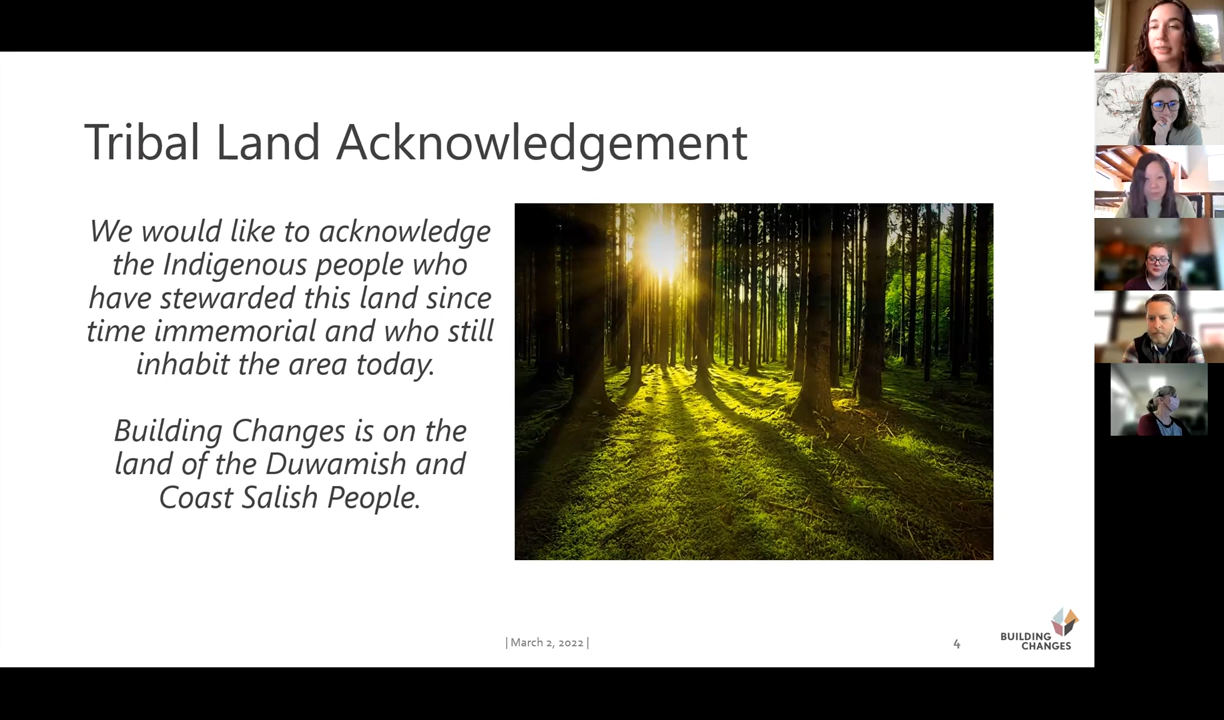 Tribal Land Acknowledgement
We would like to acknowledge
the Indigenous people who
have stewarded this land since
time immemorial and who still
inhabit the area today.
Building Changes is on the
land of the Duwamish and
Coast Salish People.
| March 2, 2022 |
4
BUILDING
CHANGES